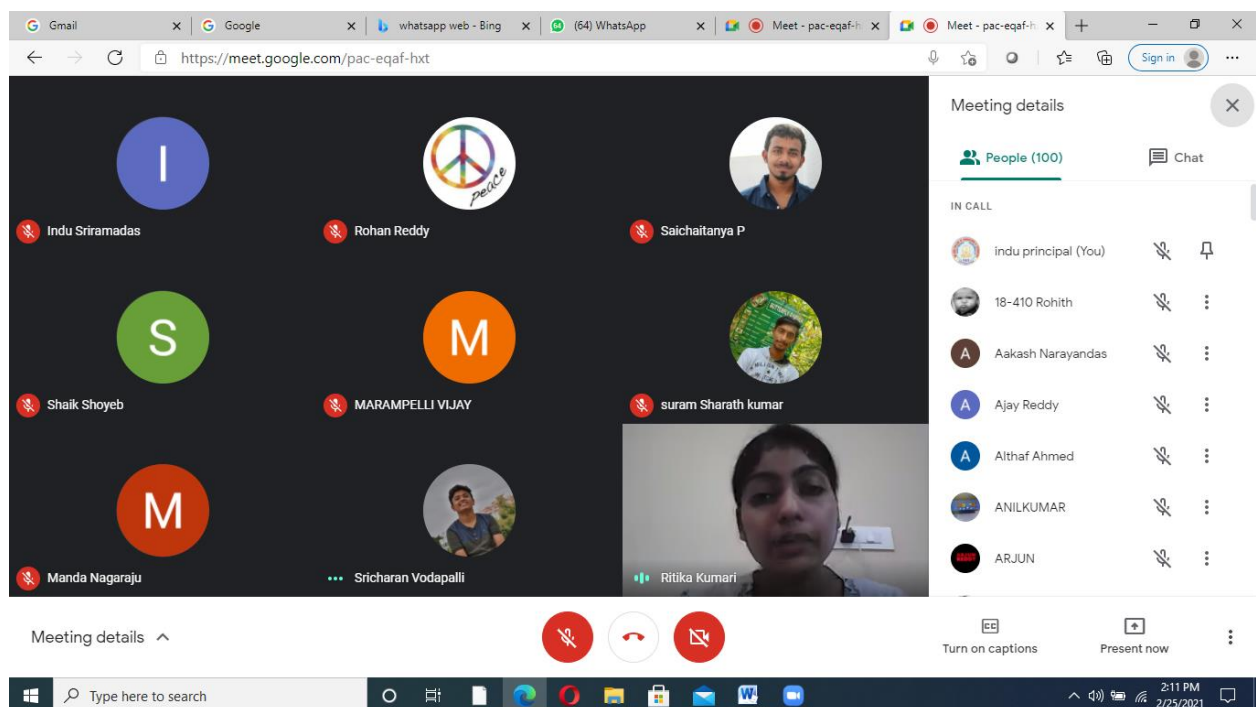 Gmail
Google
whatsapp web - Bing
(64) WhatsApp
Meet - pac-eqaf-h
Meet - pac-eqaf-h
https://meet.google.com/pac-eqaf-hxt
Sign in
I
Indu Sriramadas
peace
Rohan Reddy
Saichaitanya P
S
Shaik Shoyeb
M
MARAMPELLI VIJAY
suram Sharath kumar
M
Manda Nagaraju
Sricharan Vodapalli
Ritika Kumari
Meeting details
People (100)
Chat
IN CALL
indu principal (You)
18-410 Rohith
A
Aakash Narayandas
A
Ajay Reddy
A
Althaf Ahmed
ANILKUMAR
ARJUN
Meeting details
CC
Turn on captions
Present now
Type here to search
2:11 PM
2/25/2021